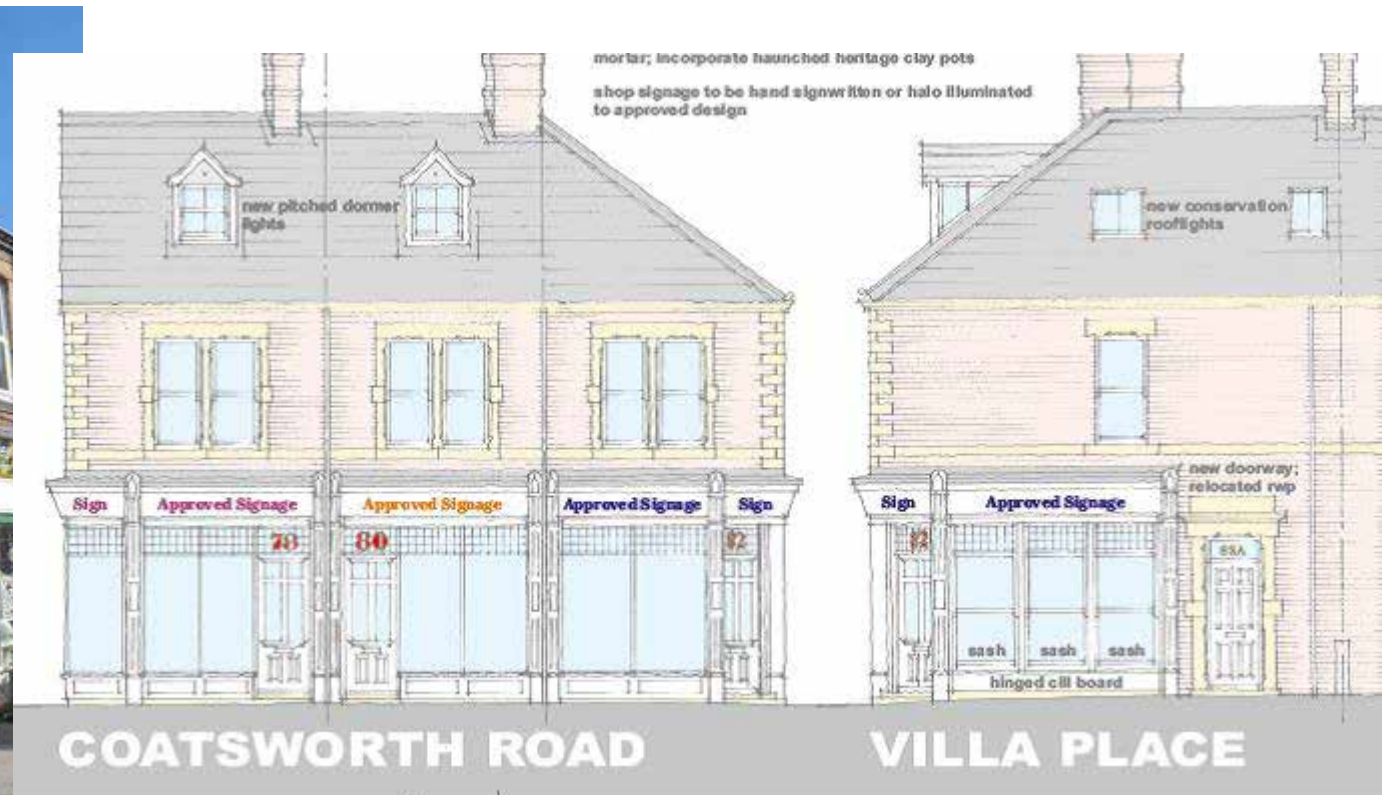 mortar; incorporate haunched heritage clay pots
shop signage to be hand signwritten or halo illuminated
to approved design
new pitched dormer
lights
new conservation
rooflights
new doorway;
relocated rwp
Sign
Approved Signage
Approved Signage
Approved Signage
Sign
Sign
Approved Signage
78
80
82
82
sash
sash
sash
hinged cill board
COATSWORTH ROAD
VILLA PLACE